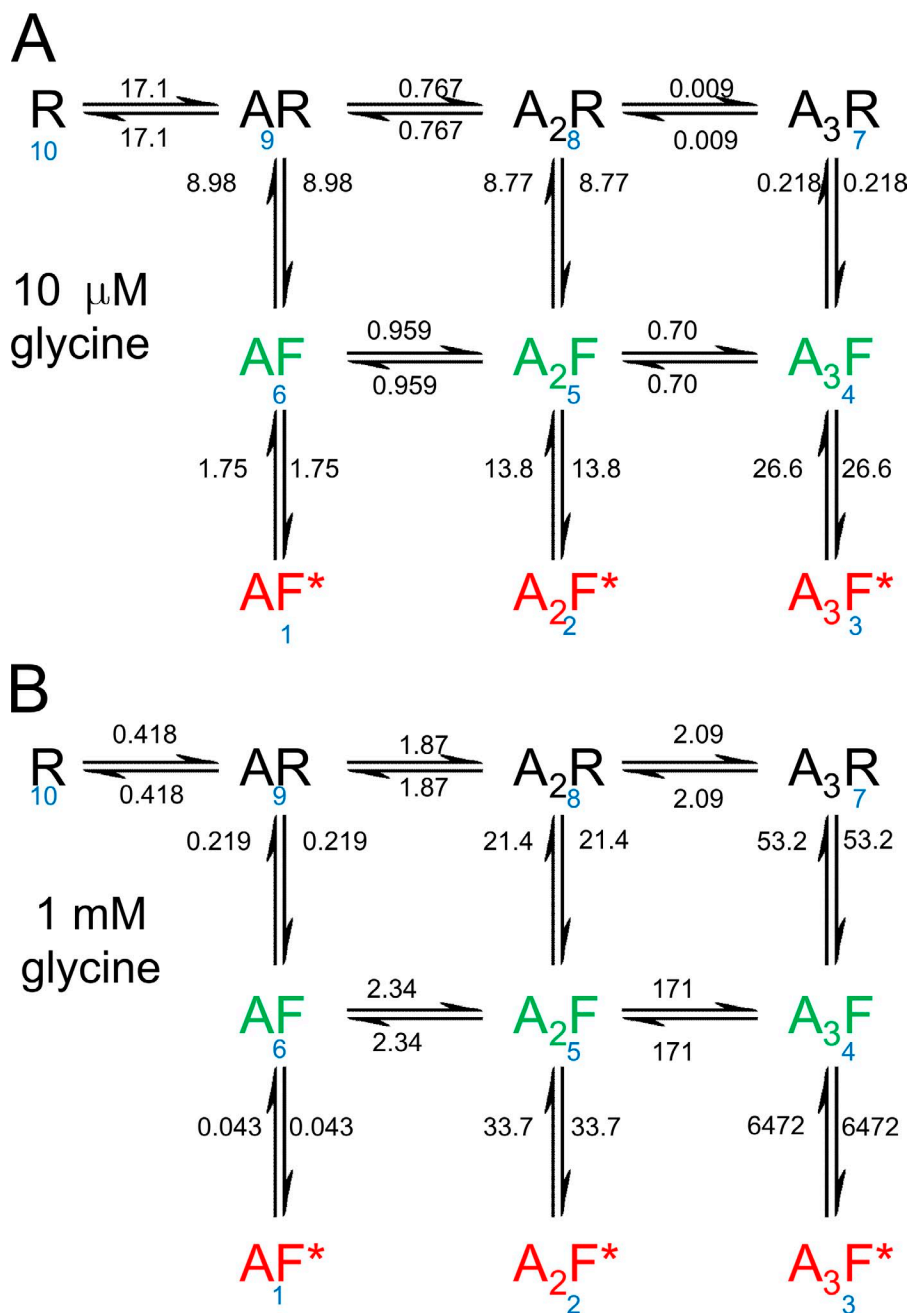 A
17.1 0.767 0.009
R AR A₂R A₃R
10 9 8 7
17.1 0.767 0.009
8.98 8.98 8.77 8.77 0.218 0.218
10 μM
glycine
0.959 0.70
AF A₂F A₃F
6 5 4
0.959 0.70
1.75 1.75 13.8 13.8 26.6 26.6
AF* A₂F* A₃F*
1 2 3
B
0.418 1.87 2.09
R AR A₂R A₃R
10 9 8 7
0.418 1.87 2.09
0.219 0.219 21.4 21.4 53.2 53.2
1 mM
glycine
2.34 171
AF A₂F A₃F
6 5 4
2.34 171
0.043 0.043 33.7 33.7 6472 6472
AF* A₂F* A₃F*
1 2 3